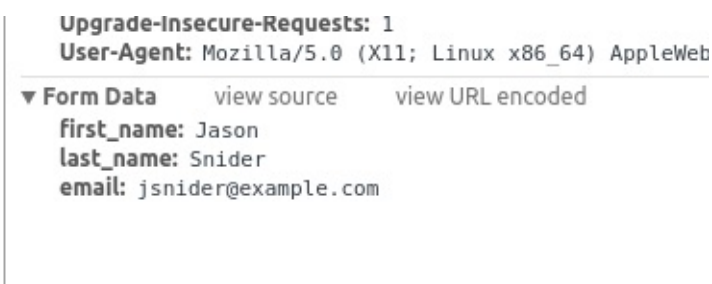 Upgrade-Insecure-Requests: 1
User-Agent: Mozilla/5.0 (X11; Linux x86_64) AppleWeb
▼ Form Data view source view URL encoded
first_name: Jason
last_name: Snider
email: jsnider@example.com